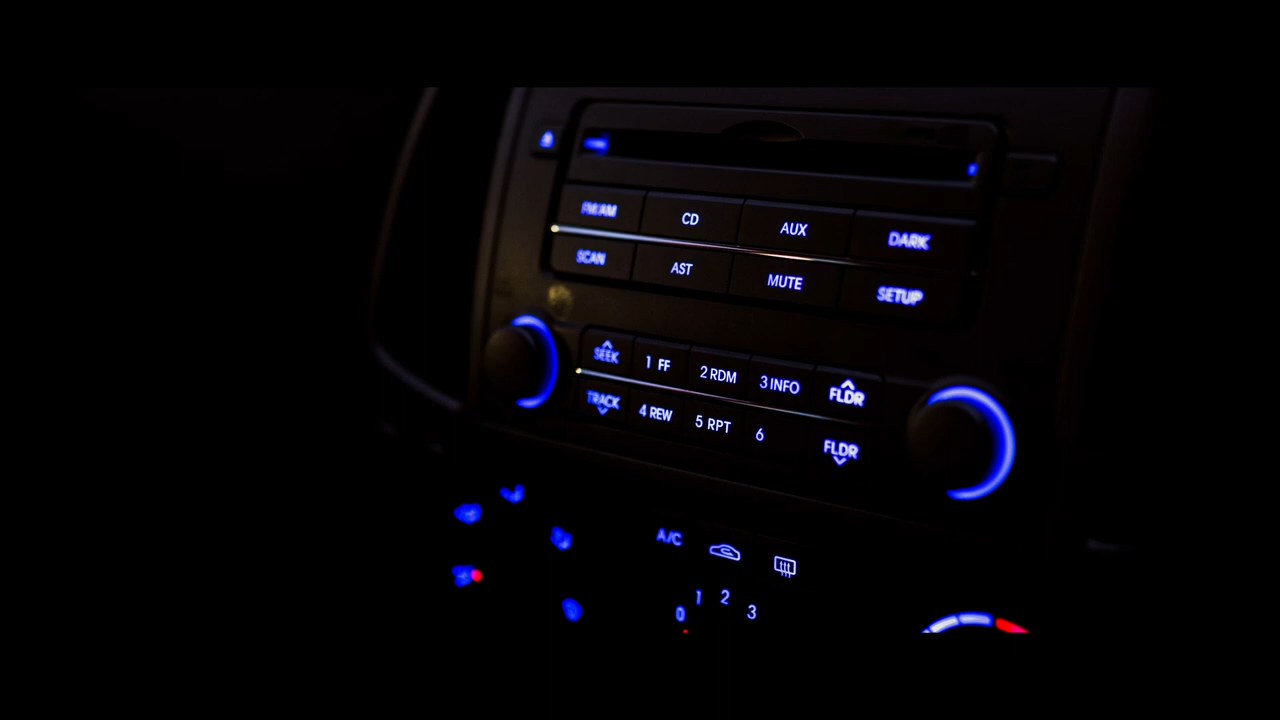 FM/AM CD AUX DARK
SCAN AST MUTE SETUP
SEEK 1 FF 2 RDM 3 INFO FLDR
TRACK 4 REW 5 RPT 6 FLDR
A/C
0 1 2 3